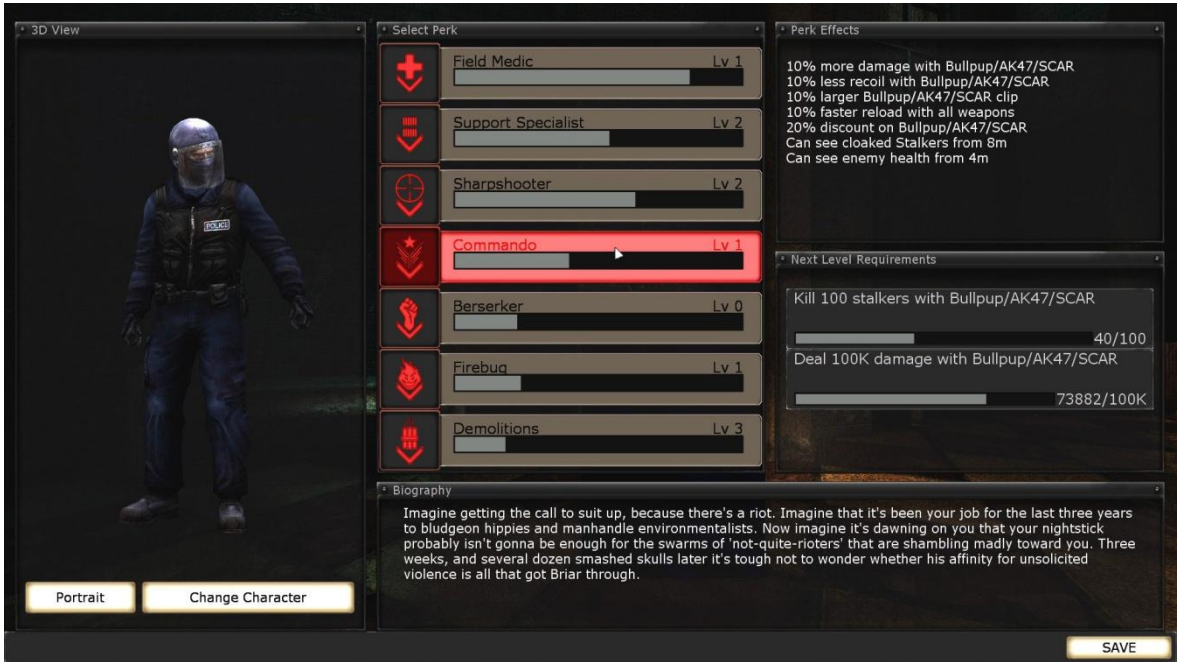 3D View
POLICE
Portrait
Change Character
Select Perk
Field Medic Lv 1
Support Specialist Lv 2
Sharpshooter Lv 2
Commando Lv 1
Berserker Lv 0
Firebug Lv 1
Demolitions Lv 3
Perk Effects
10% more damage with Bullpup/AK47/SCAR
10% less recoil with Bullpup/AK47/SCAR
10% larger Bullpup/AK47/SCAR clip
10% faster reload with all weapons
20% discount on Bullpup/AK47/SCAR
Can see cloaked Stalkers from 8m
Can see enemy health from 4m
Next Level Requirements
Kill 100 stalkers with Bullpup/AK47/SCAR
40/100
Deal 100K damage with Bullpup/AK47/SCAR
73882/100K
Biography
Imagine getting the call to suit up, because there's a riot. Imagine that it's been your job for the last three years
to bludgeon hippies and manhandle environmentalists. Now imagine it's dawning on you that your nightstick
probably isn't gonna be enough for the swarms of 'not-quite-rioters' that are shambling madly toward you. Three
weeks, and several dozen smashed skulls later it's tough not to wonder whether his affinity for unsolicited
violence is all that got Briar through.
SAVE